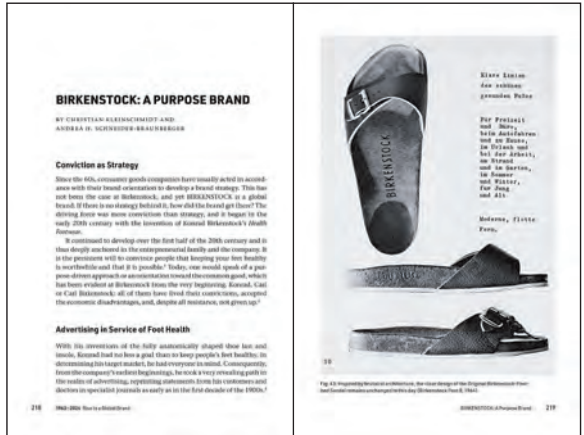 BIRKENSTOCK: A PURPOSE BRAND
BY CHRISTIAN KLEINSCHMIDT AND
ANDREA H. SCHNEIDER-BRAUNBERGER
Conviction as Strategy
Since the 60s, consumer goods companies have usually acted in accord-
ance with their brand orientation to develop a brand strategy. This has
not been the case at Birkenstock, and yet BIRKENSTOCK is a global
brand. If there is no strategy behind it, how did the brand get there? The
driving force was more conviction than strategy, and it began in the
early 20th century with the invention of Konrad Birkenstock's Health
Footwear.
It continued to develop over the first half of the 20th century and is
thus deeply anchored in the entrepreneurial family and the company. It
is the persistent will to convince people that keeping your feet healthy
is worthwhile and that it is possible. Today, one would speak of a pur-
pose-driven approach or an orientation toward the common good, which
has been evident at Birkenstock from the very beginning. Konrad, Carl
or Karl Birkenstock: all of them have lived their convictions, accepted
the economic disadvantages, and, despite all resistance, not given up.
Advertising in Service of Foot Health
With his inventions of the fully anatomically shaped shoe last and
insole, Konrad had no less a goal than to keep people's feet healthy. In
determining his target market, he had everyone in mind. Consequently,
from the company's earliest beginnings, he took a very revealing path to
the realm of advertising, reprinting statements from his customers and
doctors in specialist journals as early as in the first decade of the 1900s.
218
BIRKENSTOCK
Klare Linien
des schönen
gesunden Fußes
Für Freizeit
und Büro,
beim Autofahren
und zu Hause,
im Urlaub und
bei der Arbeit,
am Strand
und im Garten,
im Sommer
und Winter,
für Jung
und Alt
Moderne, flotte
Form,
BIRKENSTOCK: A Purpose Brand 219